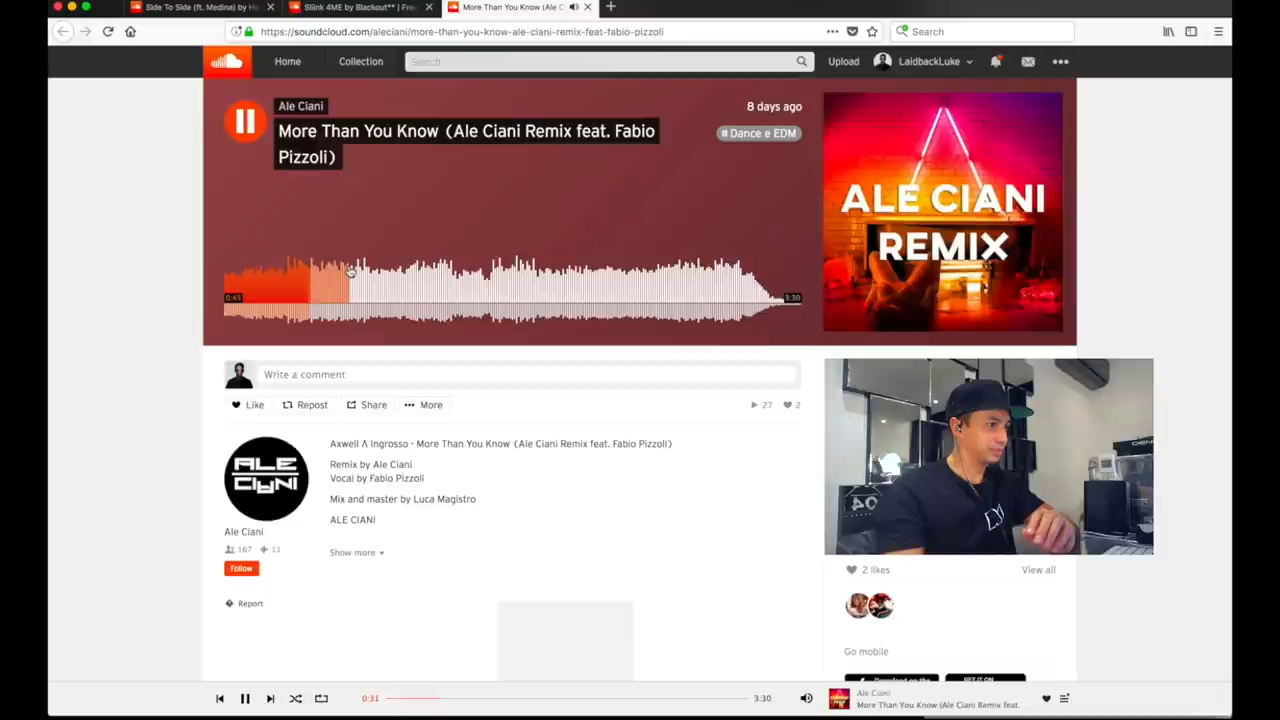 Side To Side (ft. Medina) by H
Sllink 4ME by Blackout** | Fre
More Than You Know (Ale C
https://soundcloud.com/aleciani/more-than-you-know-ale-ciani-remix-feat-fabio-pizzoli
Search
Home
Collection
Search
Upload
LaidbackLuke
Ale Ciani
8 days ago
More Than You Know (Ale Ciani Remix feat. Fabio
Pizzoli)
# Dance e EDM
ALE CIANI
REMIX
0:45
3:30
Write a comment
Like
Repost
Share
More
27
2
ALE
CIANI
Axwell Λ Ingrosso - More Than You Know (Ale Ciani Remix feat. Fabio Pizzoli)
Remix by Ale Ciani
Vocal by Fabio Pizzoli
Mix and master by Luca Magistro
ALE CIANI
Show more
Ale Ciani
167
11
Follow
Report
2 likes
View all
Go mobile
0:31
3:30
Ale Ciani
More Than You Know (Ale Ciani Remix feat.